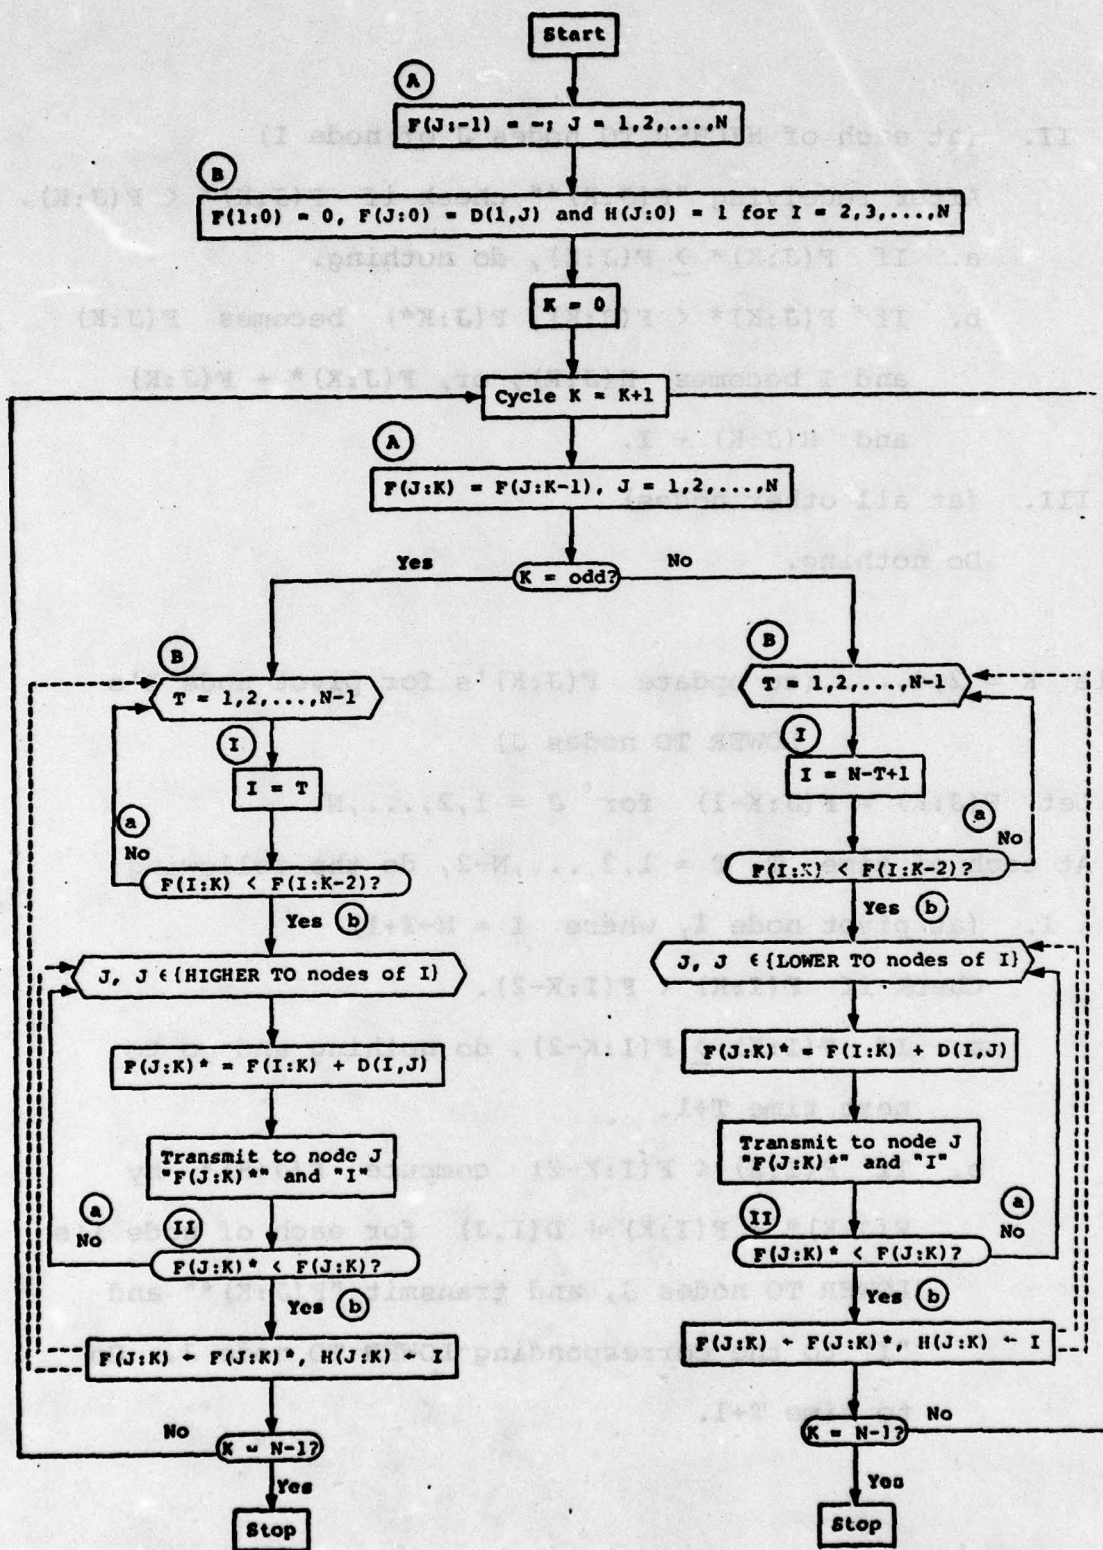 Start
A
F(J:-1) = ∞; J = 1,2,...,N
B
F(1:0) = 0, F(J:0) = D(1,J) and H(J:0) = 1 for I = 2,3,...,N
K = 0
Cycle K = K+1
A
F(J:K) = F(J:K-1), J = 1,2,...,N
K = odd?
Yes
No
B
T = 1,2,...,N-1
I
I = T
a
No
F(I:K) < F(I:K-2)?
Yes b
J, J ∈ {HIGHER TO nodes of I}
F(J:K)* = F(I:K) + D(I,J)
Transmit to node J
"F(J:K)*" and "I"
a
No
II
F(J:K)* < F(J:K)?
Yes b
F(J:K) ← F(J:K)*, H(J:K) ← I
No
K = N-1?
Yes
Stop
B
T = 1,2,...,N-1
I
I = N-T+1
a
No
F(I:K) < F(I:K-2)?
Yes b
J, J ∈ {LOWER TO nodes of I}
F(J:K)* = F(I:K) + D(I,J)
Transmit to node J
"F(J:K)*" and "I"
II
a
No
F(J:K)* < F(J:K)?
Yes b
F(J:K) ← F(J:K)*, H(J:K) ← I
No
K = N-1?
Yes
Stop